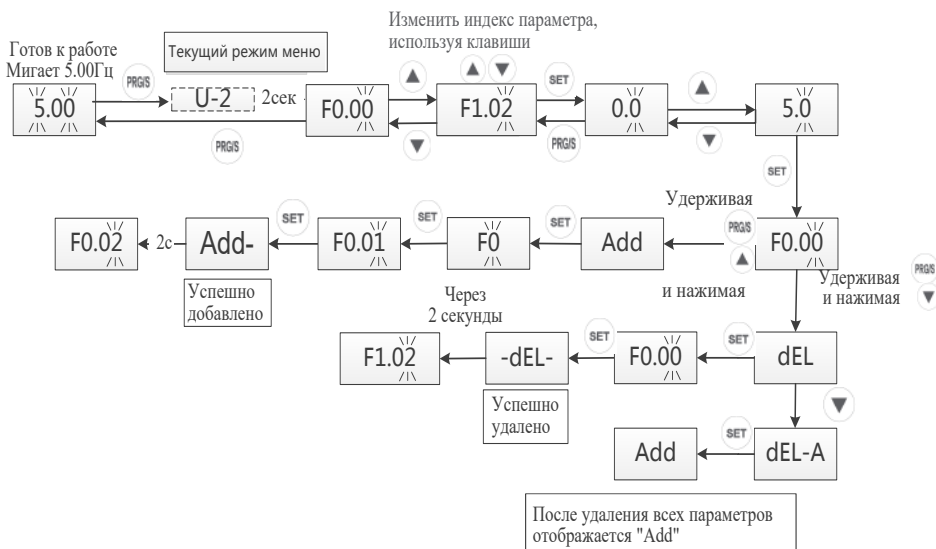 Изменить индекс параметра,
используя клавиши
Готов к работе
Мигает 5.00Гц
Текущий режим меню
PRG/S
SET
5.00
U-2
2сек
F0.00
F1.02
0.0
5.0
PRG/S
PRG/S
SET
Удерживая
F0.02
2с
Add-
SET
F0.01
SET
F0
SET
Add
PRG/S
F0.00
Успешно
добавлено
и нажимая
Удерживая
и нажимая
PRG/S
Через
2 секунды
F1.02
-dEL-
SET
F0.00
SET
dEL
Успешно
удалено
Add
SET
dEL-A
После удаления всех параметров
отображается "Add"